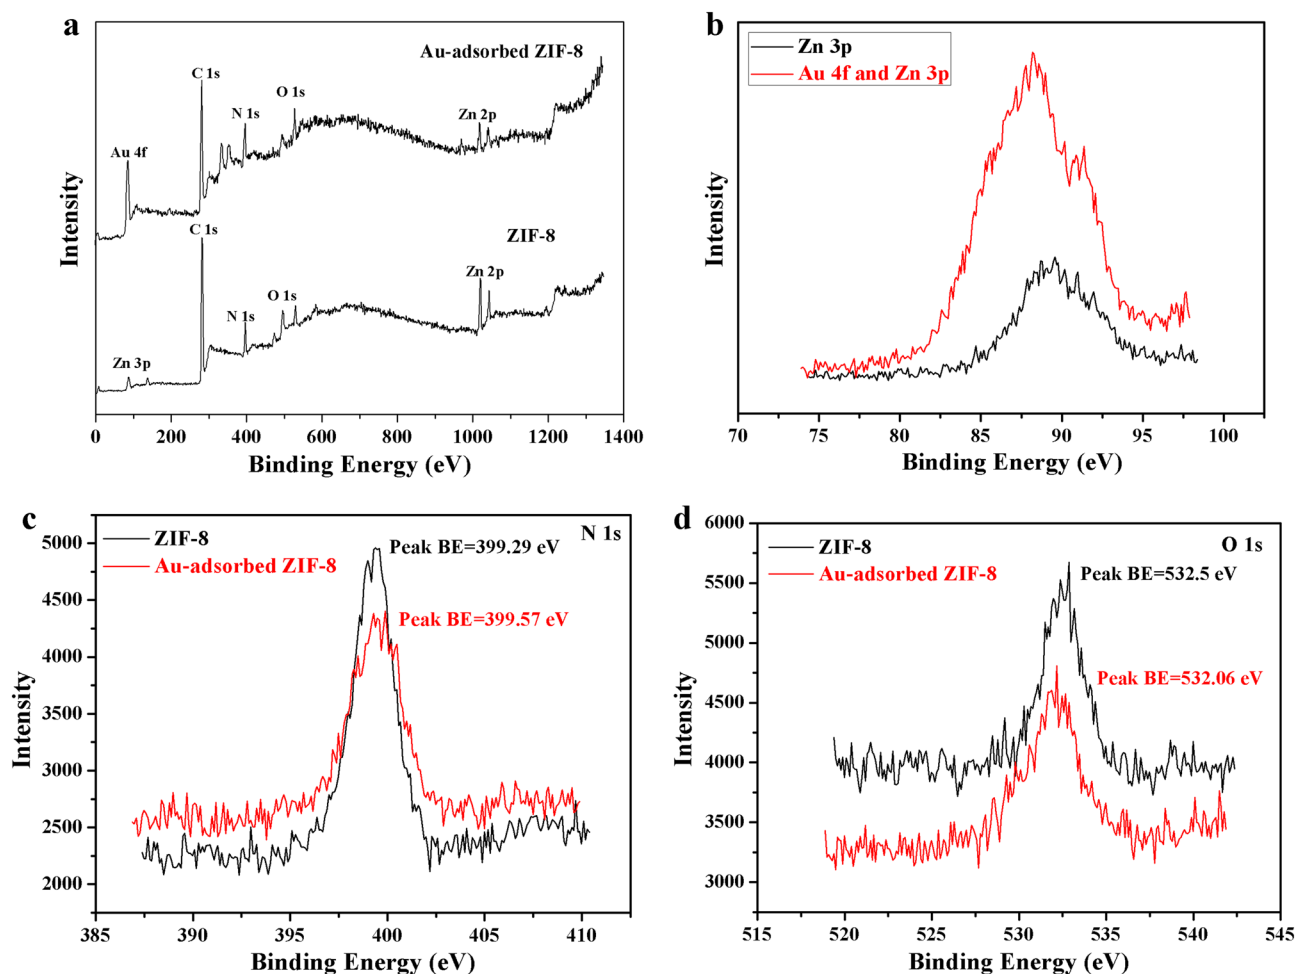 a
Au-adsorbed ZIF-8
C 1s
O 1s
N 1s
Zn 2p
Au 4f
ZIF-8
C 1s
Zn 2p
O 1s
N 1s
Zn 3p
Intensity
0 200 400 600 800 1000 1200 1400
Binding Energy (eV)
b
Zn 3p
Au 4f and Zn 3p
Intensity
70 75 80 85 90 95 100
Binding Energy (eV)
c
N 1s
ZIF-8
Au-adsorbed ZIF-8
Peak BE=399.29 eV
Peak BE=399.57 eV
5000
4500
4000
3500
3000
2500
2000
Intensity
385 390 395 400 405 410
Binding Energy (eV)
d
O 1s
ZIF-8
Au-adsorbed ZIF-8
Peak BE=532.5 eV
Peak BE=532.06 eV
6000
5500
5000
4500
4000
3500
3000
Intensity
515 520 525 530 535 540 545
Binding Energy (eV)